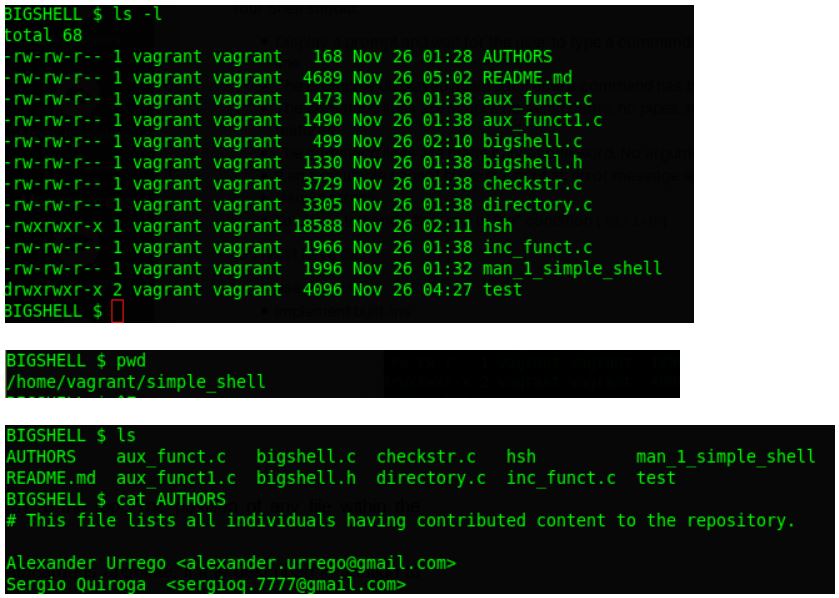 BIGSHELL $ ls -l
total 68
-rw-rw-r-- 1 vagrant vagrant   168 Nov 26 01:28 AUTHORS
-rw-rw-r-- 1 vagrant vagrant  4689 Nov 26 05:02 README.md
-rw-rw-r-- 1 vagrant vagrant  1473 Nov 26 01:38 aux_funct.c
-rw-rw-r-- 1 vagrant vagrant  1490 Nov 26 01:38 aux_funct1.c
-rw-rw-r-- 1 vagrant vagrant   499 Nov 26 02:10 bigshell.c
-rw-rw-r-- 1 vagrant vagrant  1330 Nov 26 01:38 bigshell.h
-rw-rw-r-- 1 vagrant vagrant  3729 Nov 26 01:38 checkstr.c
-rw-rw-r-- 1 vagrant vagrant  3305 Nov 26 01:38 directory.c
-rwxrwxr-x 1 vagrant vagrant 18588 Nov 26 02:11 hsh
-rw-rw-r-- 1 vagrant vagrant  1966 Nov 26 01:38 inc_funct.c
-rw-rw-r-- 1 vagrant vagrant  1996 Nov 26 01:32 man_1_simple_shell
drwxrwxr-x 2 vagrant vagrant  4096 Nov 26 04:27 test
BIGSHELL $
BIGSHELL $ pwd
/home/vagrant/simple_shell
BIGSHELL $ ls
AUTHORS    aux_funct.c   bigshell.c  checkstr.c   hsh          man_1_simple_shell
README.md  aux_funct1.c  bigshell.h  directory.c  inc_funct.c  test
BIGSHELL $ cat AUTHORS
# This file lists all individuals having contributed content to the repository.
Alexander Urrego <alexander.urrego@gmail.com>
Sergio Quiroga  <sergioq.7777@gmail.com>